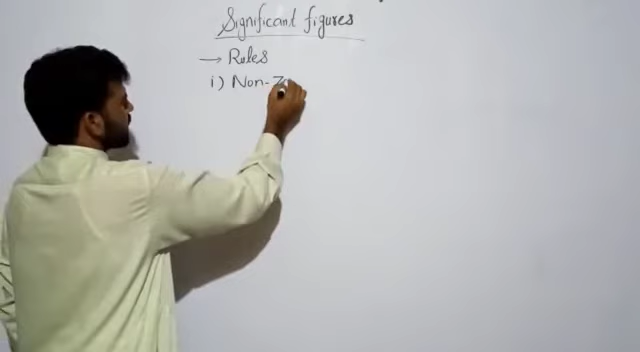 Significant figures
→ Rules
i) Non-Z